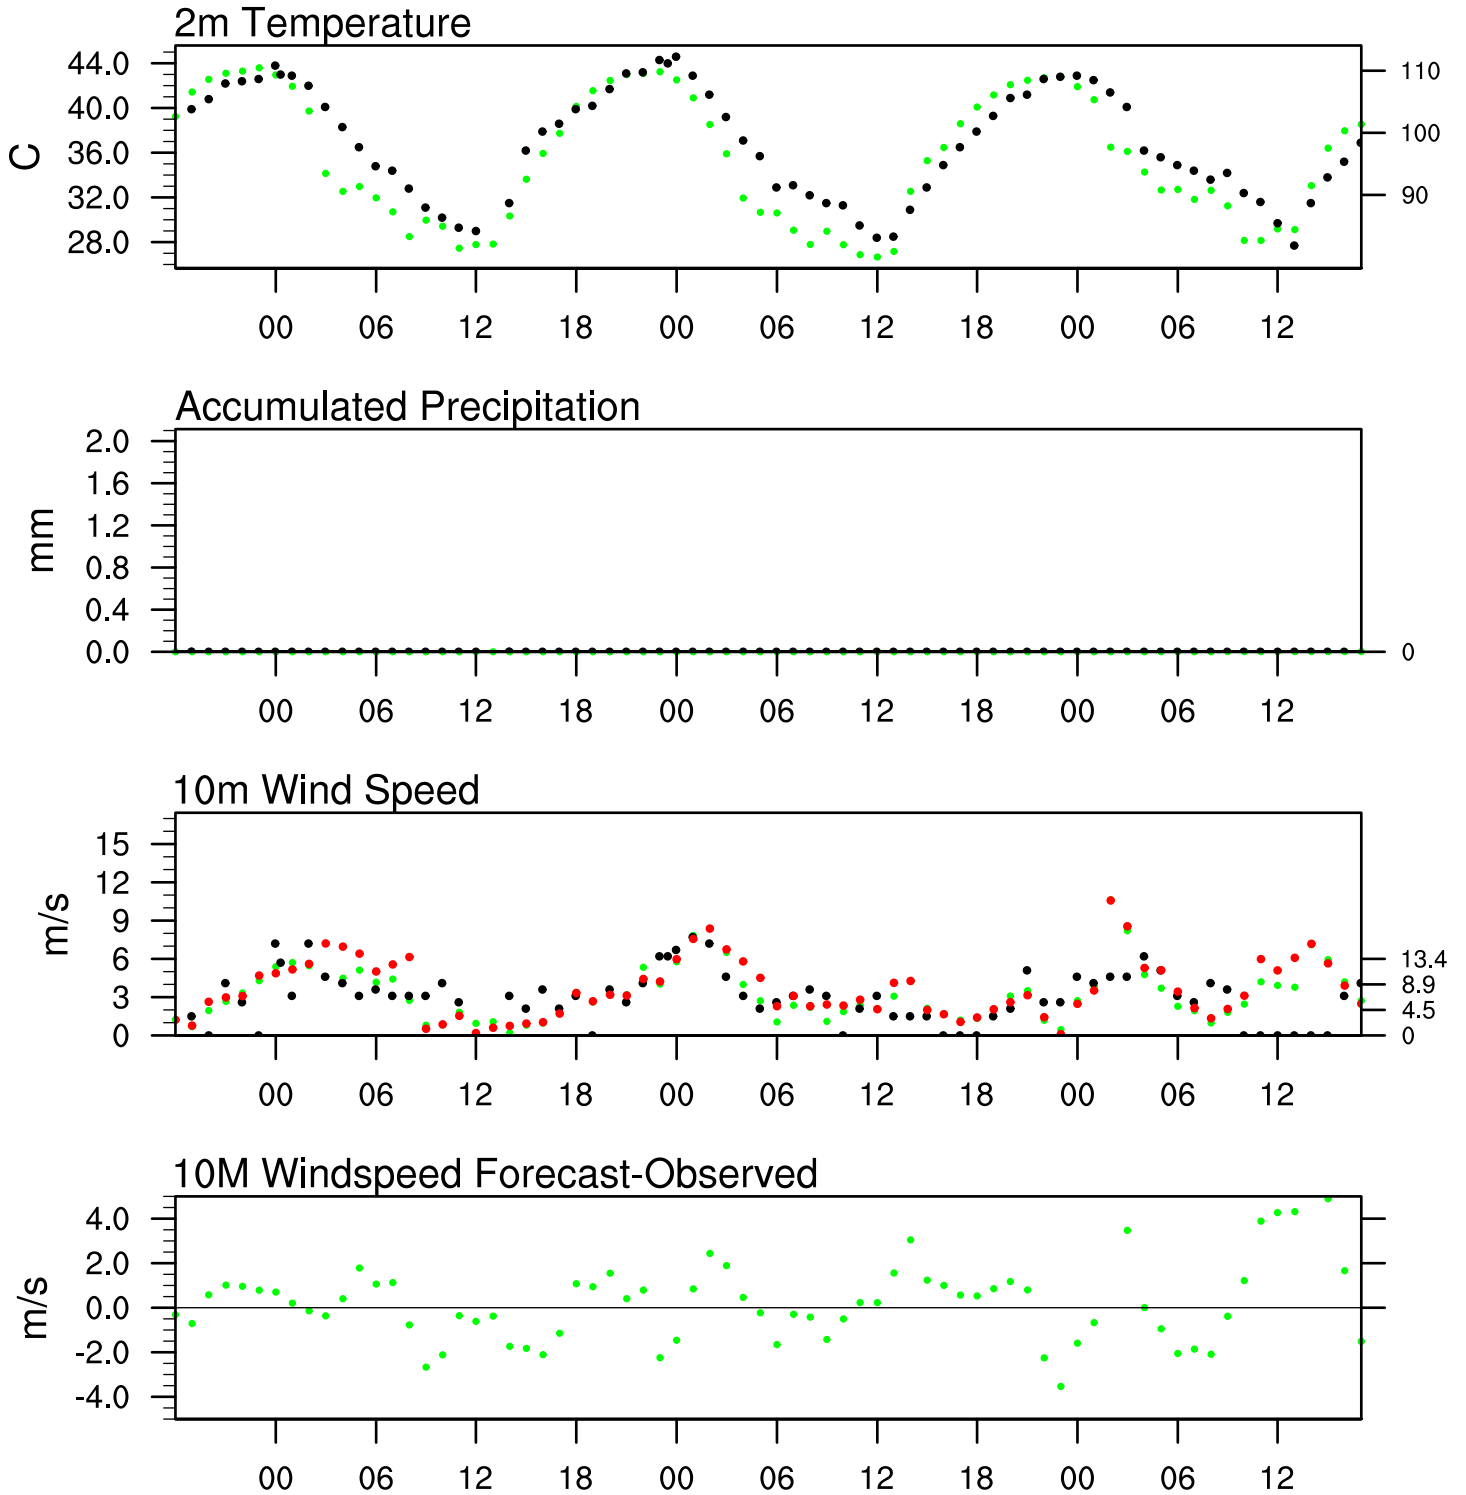 2m Temperature
44.0
40.0
36.0
32.0
28.0
C
110
100
90
00 06 12 18 00 06 12 18 00 06 12
Accumulated Precipitation
2.0
1.6
1.2
0.8
0.4
0.0
mm
0
00 06 12 18 00 06 12 18 00 06 12
10m Wind Speed
15
12
9
6
3
0
m/s
13.4
8.9
4.5
0
00 06 12 18 00 06 12 18 00 06 12
10M Windspeed Forecast-Observed
4.0
2.0
0.0
-2.0
-4.0
m/s
00 06 12 18 00 06 12 18 00 06 12